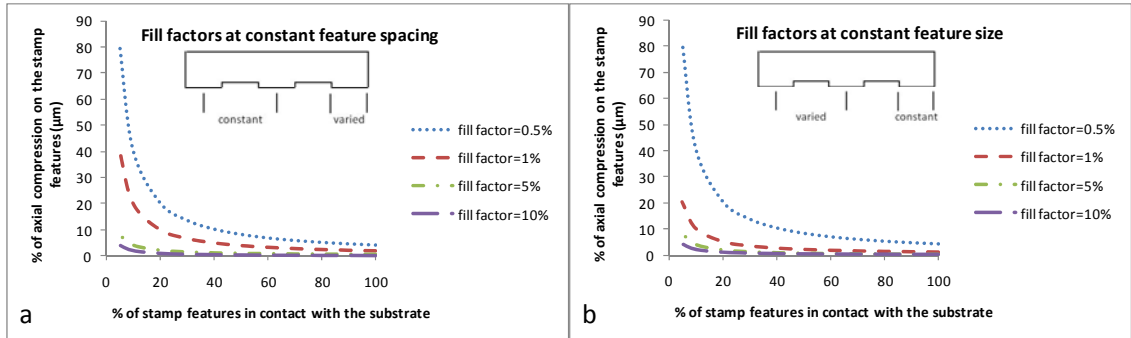 Fill factors at constant feature spacing
90
80
70
60
50
40
30
20
10
0
% of axial compression on the stamp
features (µm)
constant
varied
fill factor=0.5%
fill factor=1%
fill factor=5%
fill factor=10%
0 20 40 60 80 100
% of stamp features in contact with the substrate
a
Fill factors at constant feature size
90
80
70
60
50
40
30
20
10
0
% of axial compression on the stamp
features (µm)
varied
constant
fill factor=0.5%
fill factor=1%
fill factor=5%
fill factor=10%
0 20 40 60 80 100
% of stamp features in contact with the substrate
b